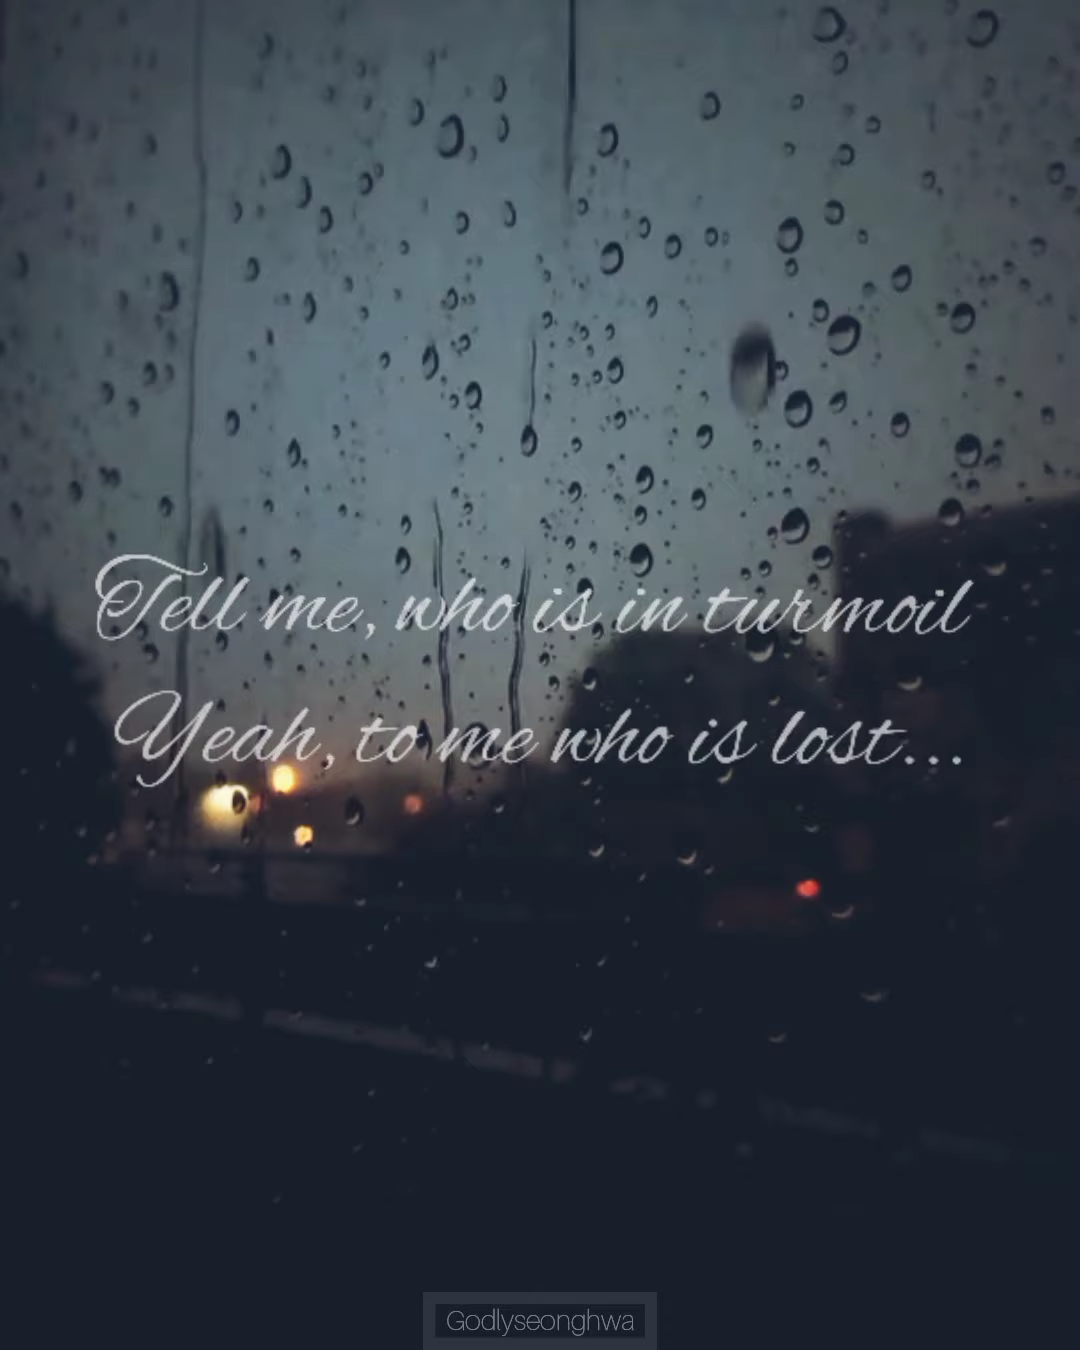 Tell me, who is in turmoil
Yeah, to me who is lost...
Godlyseonghwa